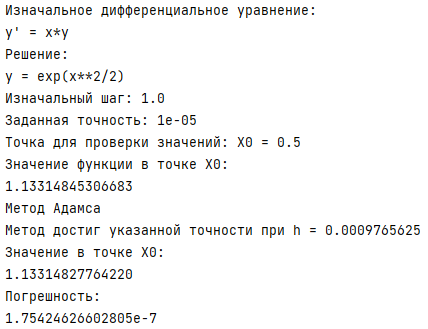 Изначальное дифференциальное уравнение:
y' = x*y
Решение:
y = exp(x**2/2)
Изначальный шаг: 1.0
Заданная точность: 1e-05
Точка для проверки значений: X0 = 0.5
Значение функции в точке X0:
1.13314845306683
Метод Адамса
Метод достиг указанной точности при h = 0.0009765625
Значение в точке X0:
1.13314827764220
Погрешность:
1.75424626602805e-7